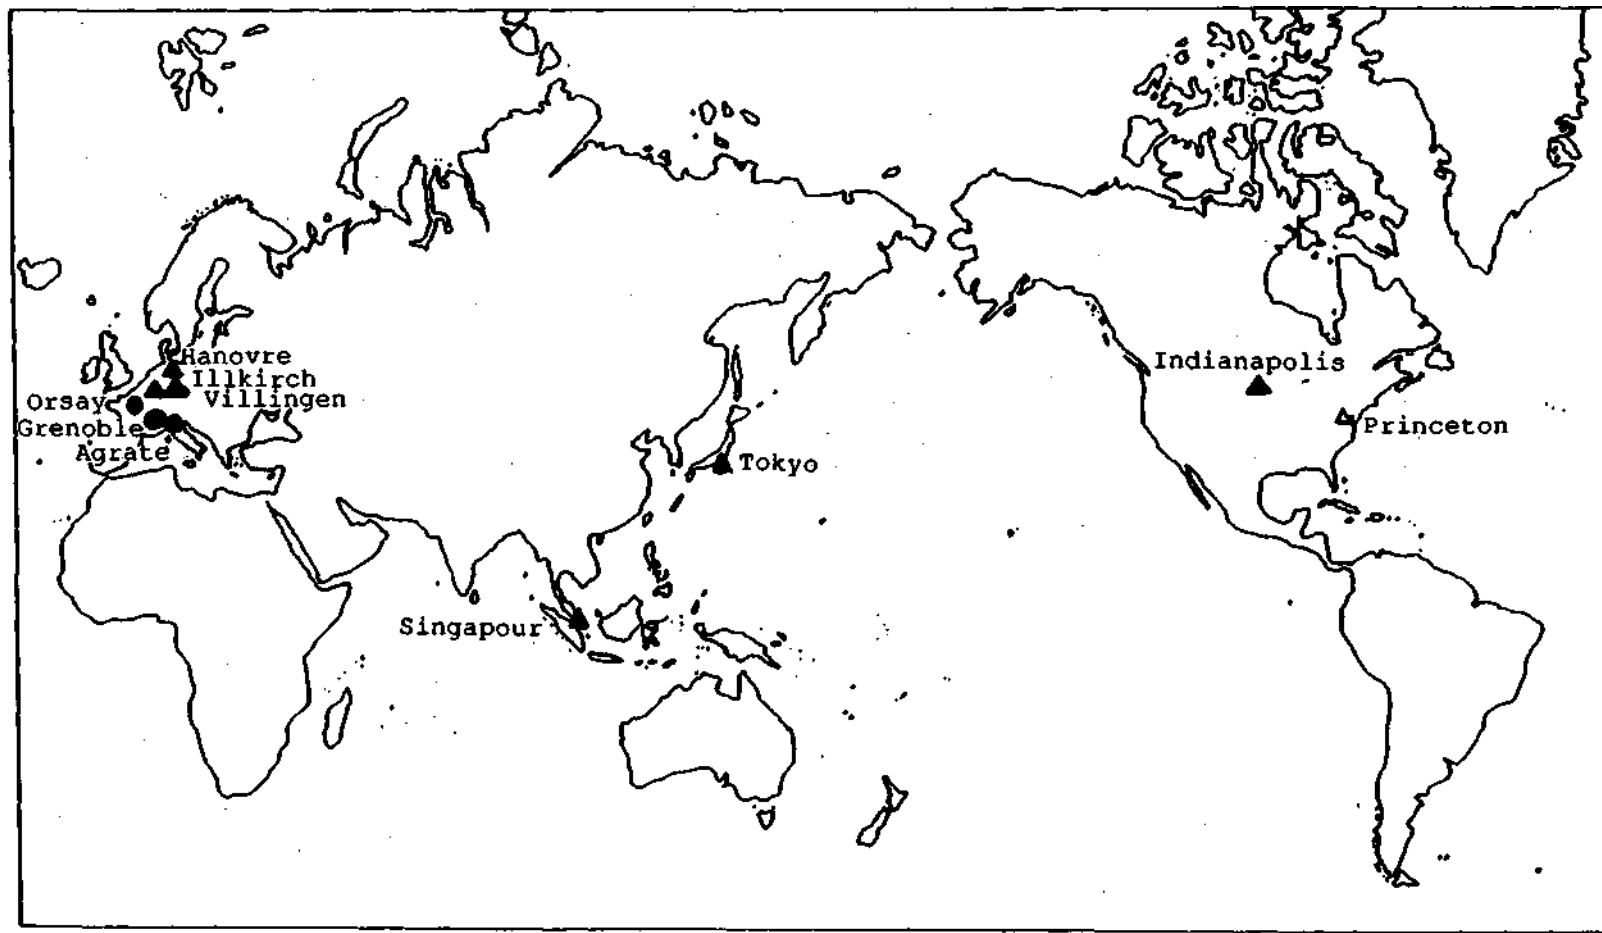 Hanovre
Illkirch
Villingen
Orsay
Grenoble
Agrate
Indianapolis
Princeton
Tokyo
Singapour